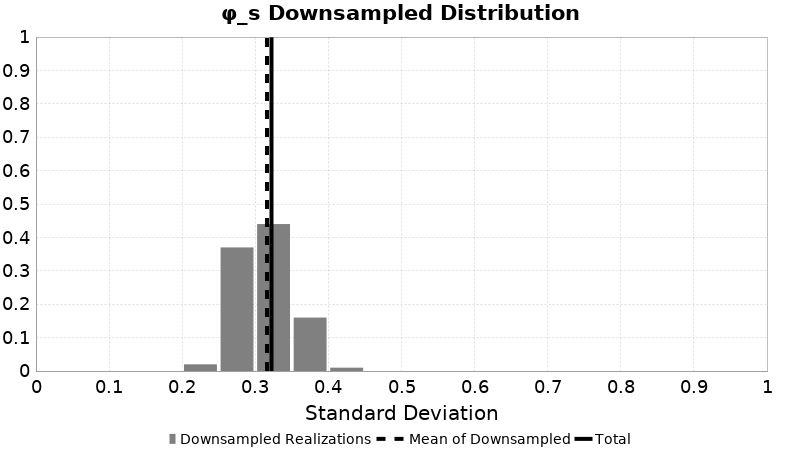 φ_s Downsampled Distribution
1
0.9
0.8
0.7
0.6
0.5
0.4
0.3
0.2
0.1
0
0 0.1 0.2 0.3 0.4 0.5 0.6 0.7 0.8 0.9 1
Standard Deviation
Downsampled Realizations Mean of Downsampled Total